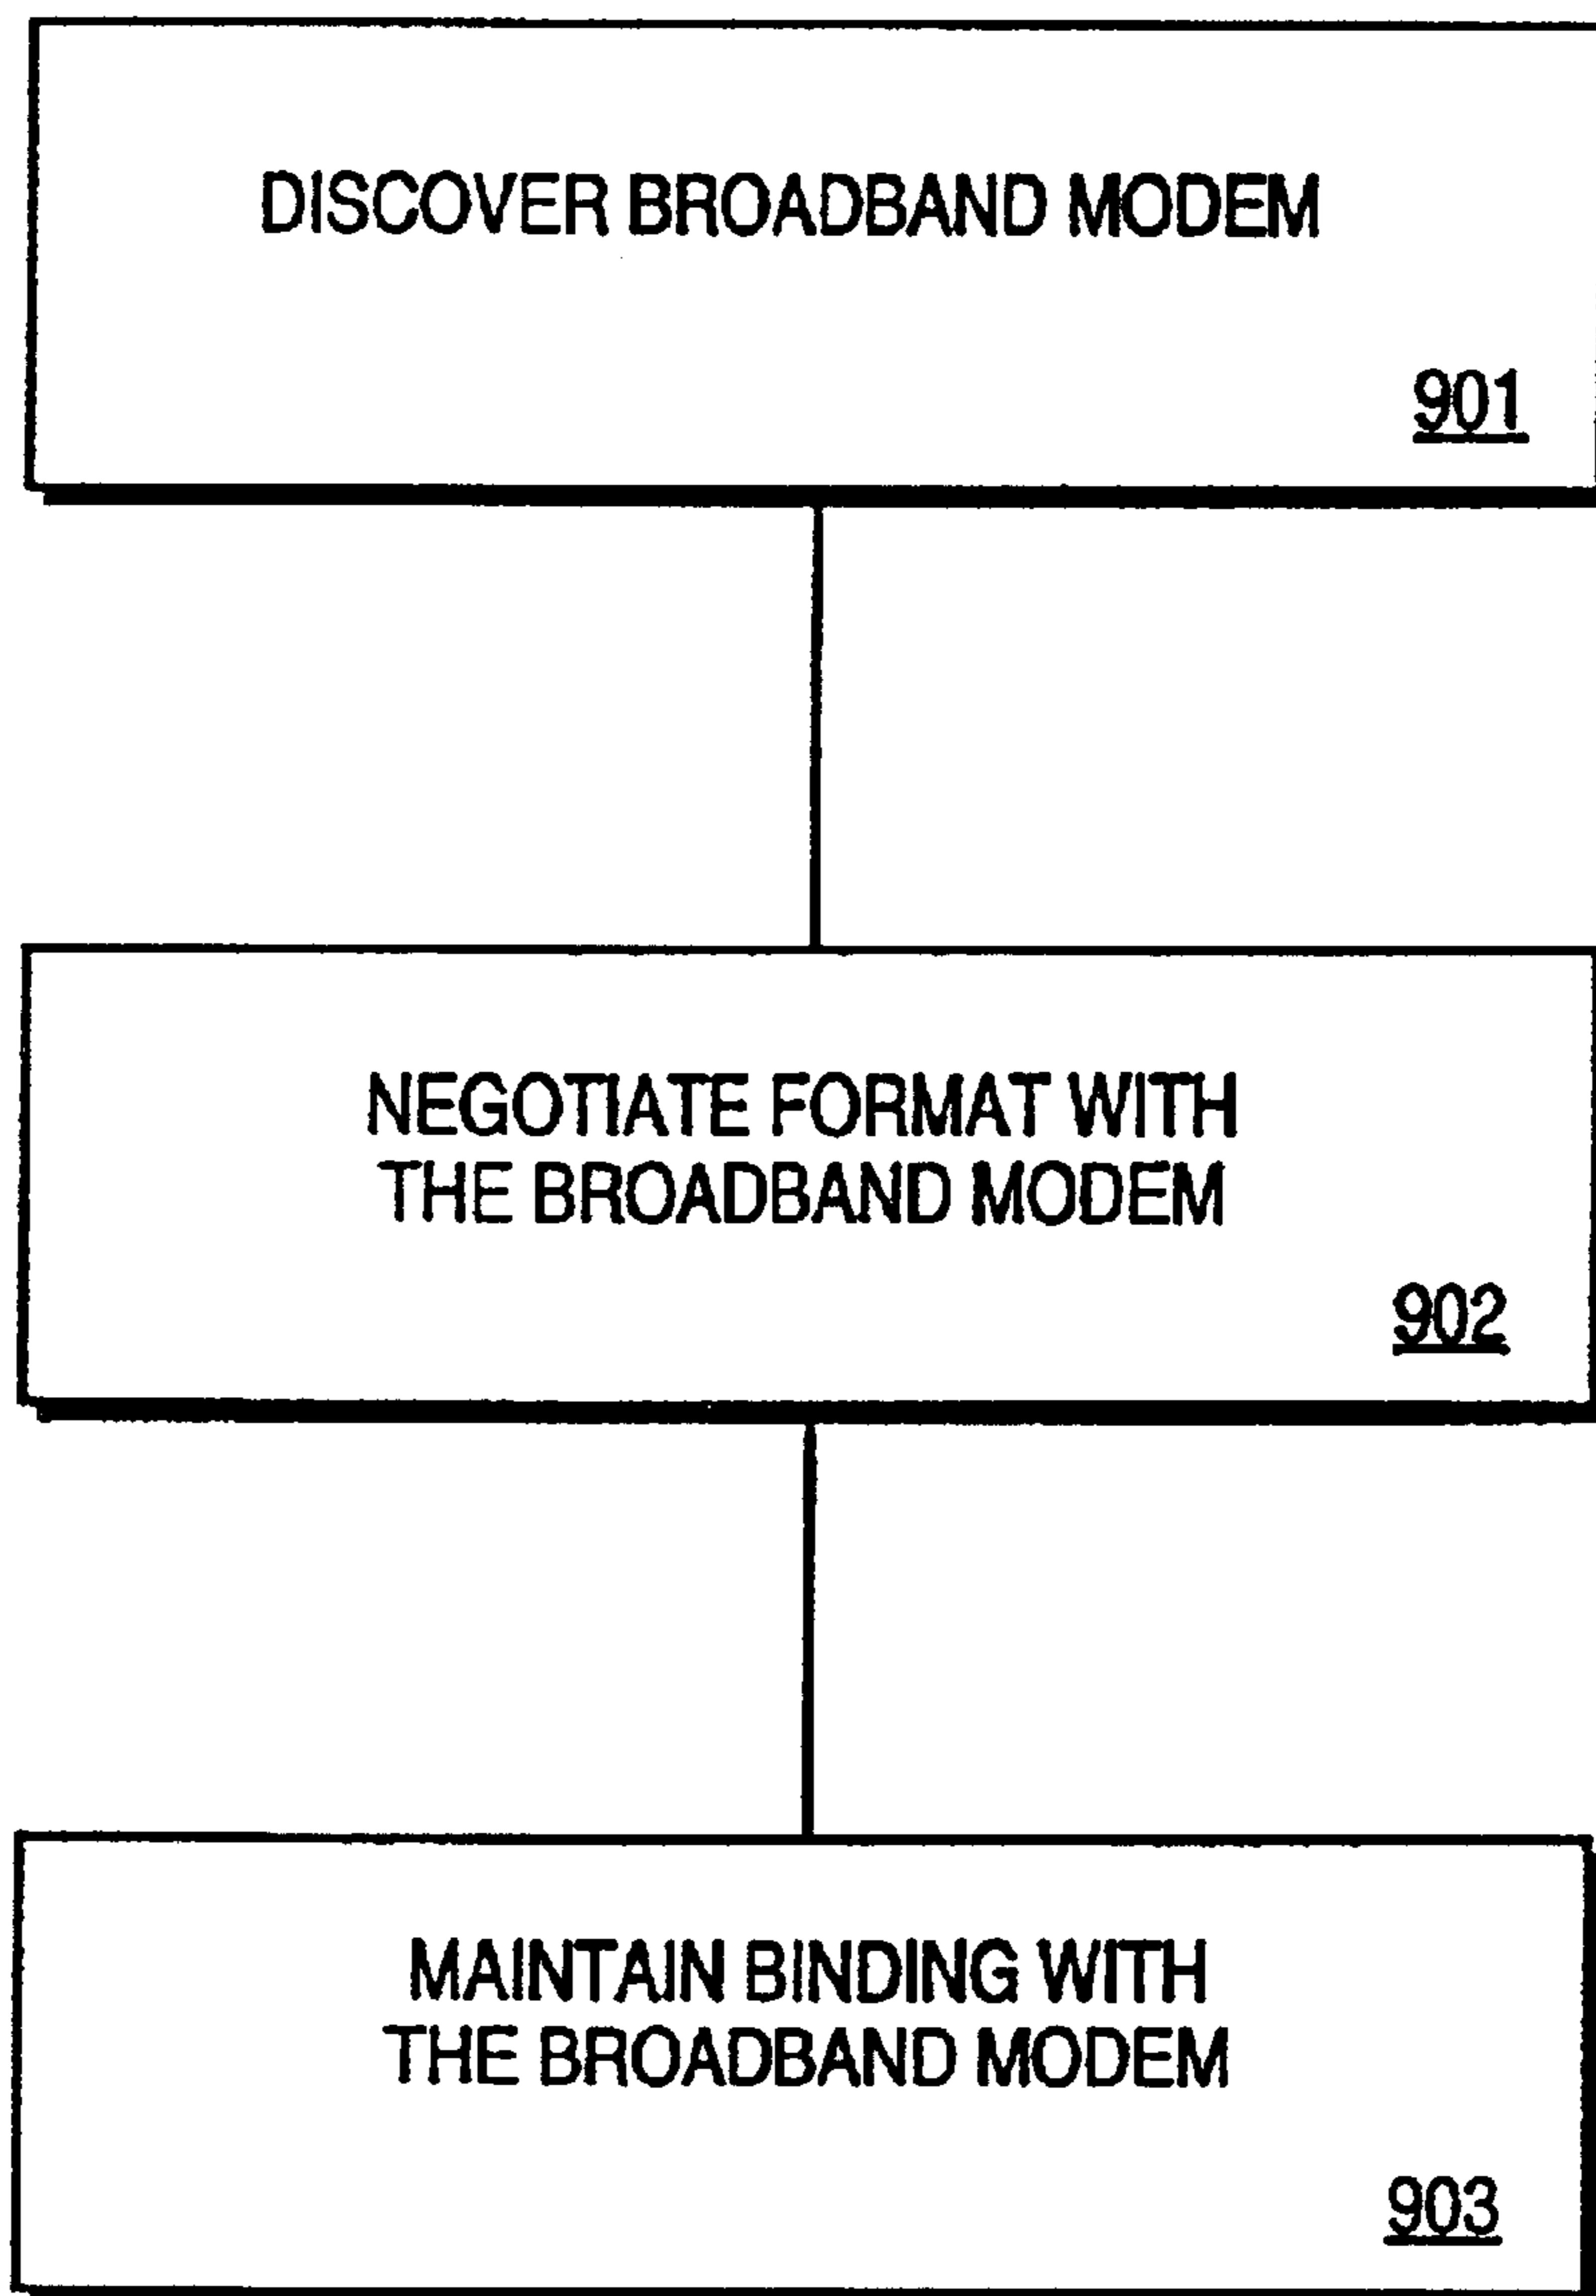 DISCOVER BROADBAND MODEM
901
NEGOTIATE FORMAT WITH
THE BROADBAND MODEM
902
MAINTAIN BINDING WITH
THE BROADBAND MODEM
903